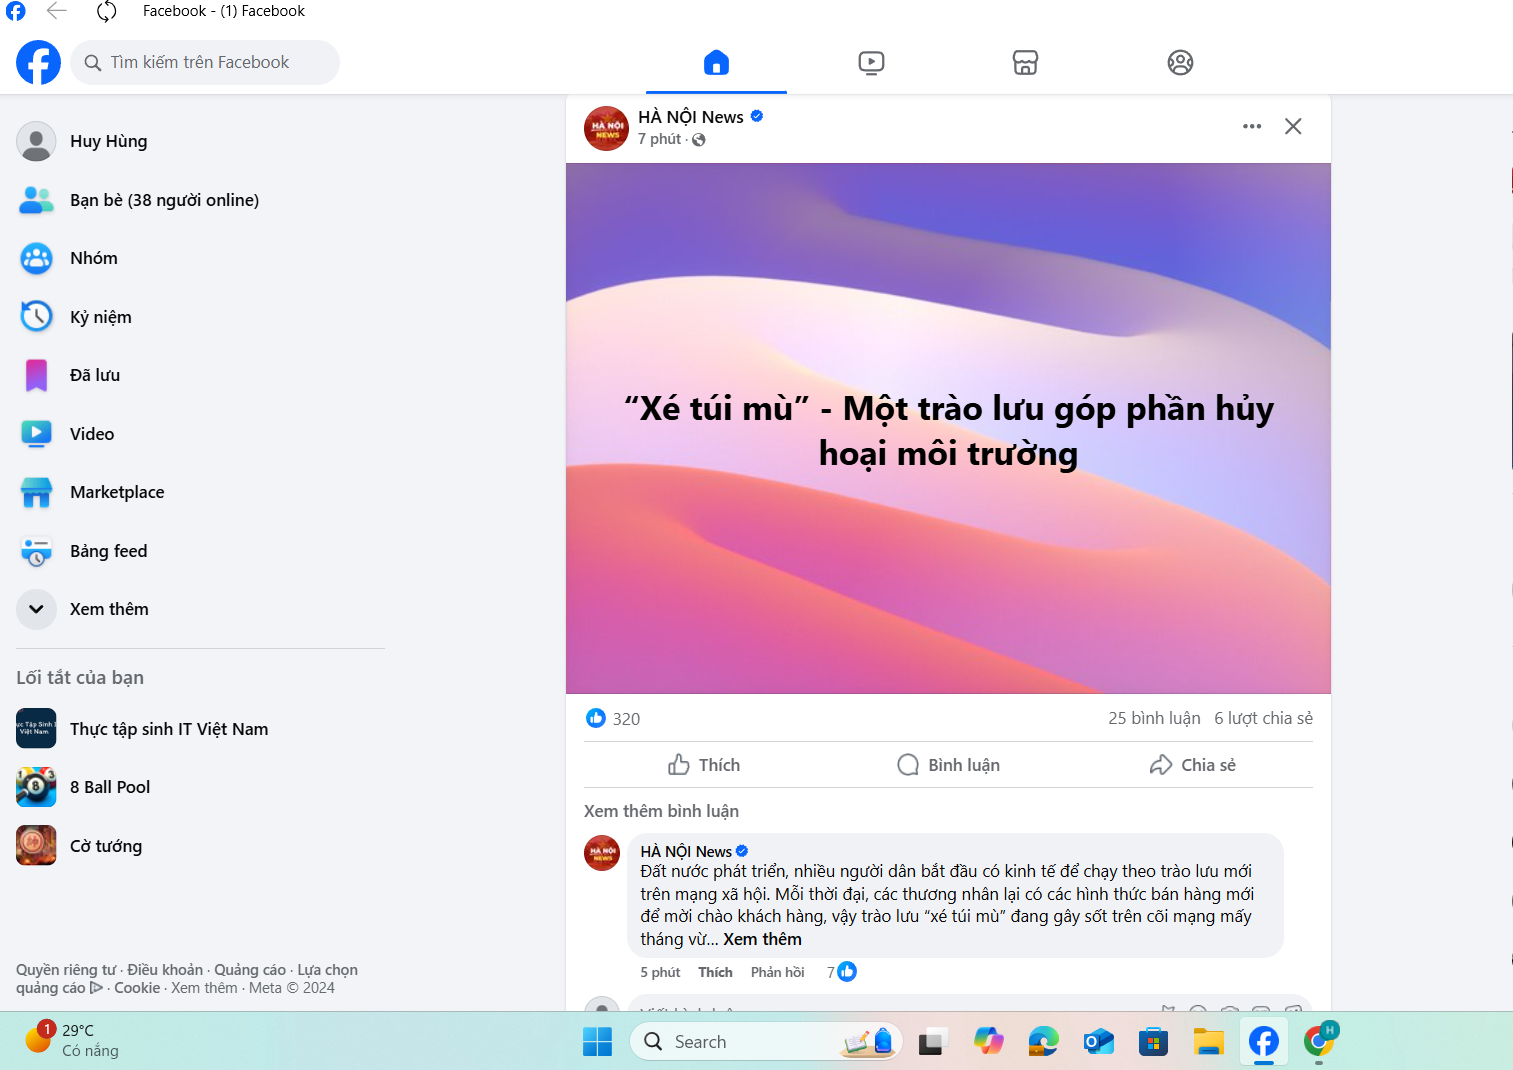 Facebook - (1) Facebook
Tìm kiếm trên Facebook
Huy Hùng
Bạn bè (38 người online)
Nhóm
Kỷ niệm
Đã lưu
Video
Marketplace
Bảng feed
Xem thêm
Lối tắt của bạn
Thực tập sinh IT Việt Nam
8 Ball Pool
Cờ tướng
Quyền riêng tư · Điều khoản · Quảng cáo · Lựa chọn
quảng cáo · Cookie · Xem thêm · Meta © 2024
HÀ NỘI
NEWS
HÀ NỘI News
7 phút ·
“Xé túi mù” - Một trào lưu góp phần hủy
hoại môi trường
320
25 bình luận 6 lượt chia sẻ
Thích Bình luận Chia sẻ
Xem thêm bình luận
HÀ NỘI
NEWS
HÀ NỘI News
Đất nước phát triển, nhiều người dân bắt đầu có kinh tế để chạy theo trào lưu mới
trên mạng xã hội. Mỗi thời đại, các thương nhân lại có các hình thức bán hàng mới
để mời chào khách hàng, vậy trào lưu “xé túi mù” đang gây sốt trên cõi mạng mấy
tháng vừ... Xem thêm
5 phút Thích Phản hồi 7
1
29°C
Có nắng
Search
H